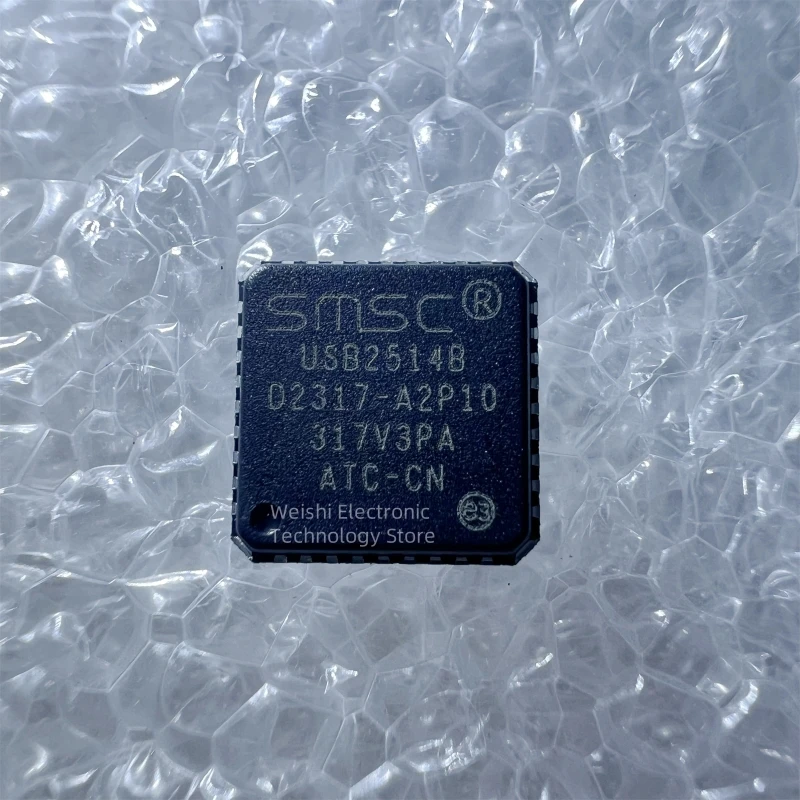 SMSC®
USB2514B
D2317-A2P10
317V3PA
ATC-CN
e3
Weishi Electronic
Technology Store